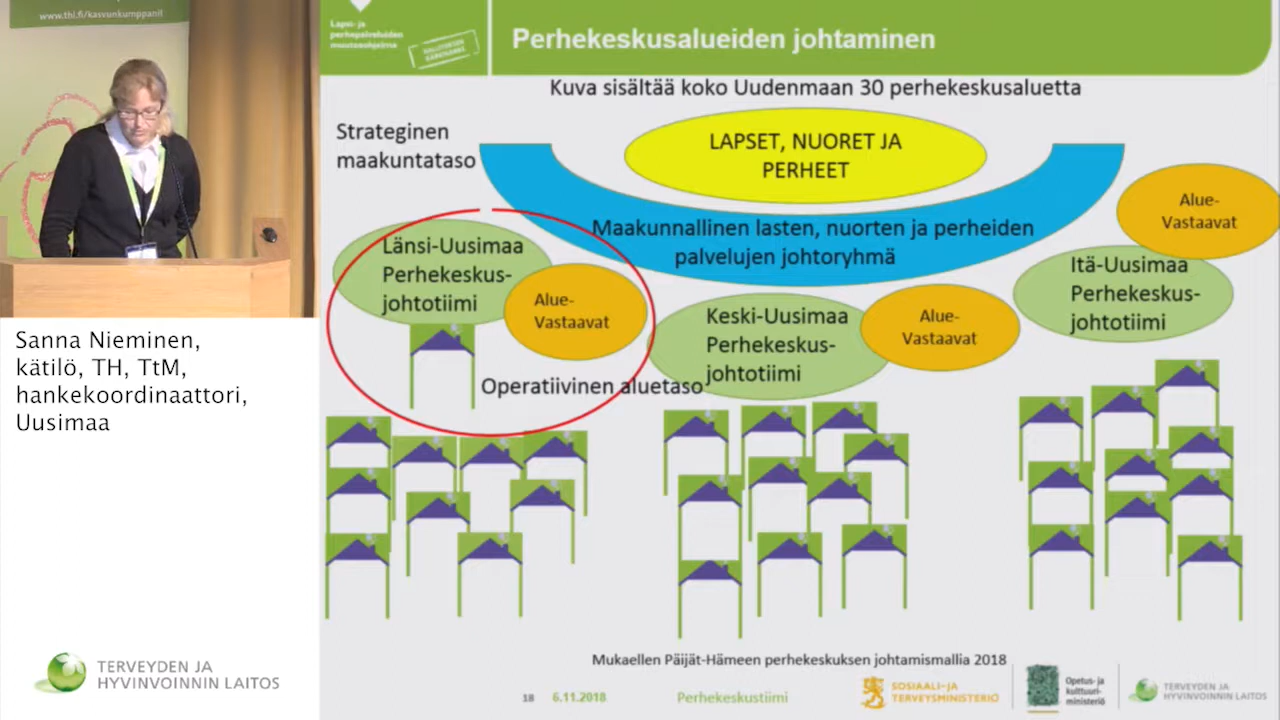 www.thl.fi/kasvunkumppanit
Lapsi- ja
perhepalveluiden
muutosohjelma
HALLITUKSEN
KÄRKIHANKE
Perhekeskusalueiden johtaminen
Kuva sisältää koko Uudenmaan 30 perhekeskusaluetta
Strateginen
maakuntataso
LAPSET, NUORET JA
PERHEET
Maakunnallinen lasten, nuorten ja perheiden
palvelujen johtoryhmä
Alue-
Vastaavat
Länsi-Uusimaa
Perhekeskus-
johtotiimi
Alue-
Vastaavat
Keski-Uusimaa
Perhekeskus-
johtotiimi
Alue-
Vastaavat
Itä-Uusimaa
Perhekeskus-
johtotiimi
Operatiivinen aluetaso
Sanna Nieminen,
kätilö, TH, TtM,
hankekoordinaattori,
Uusimaa
TERVEYDEN JA
HYVINVOINNIN LAITOS
Mukaellen Päijät-Hämeen perhekeskuksen johtamismallia 2018
18 6.11.2018 Perhekeskustiimi
SOSIAALI- JA
TERVEYSMINISTERIÖ
Opetus- ja
kulttuuri-
ministeriö
TERVEYDEN JA
HYVINVOINNIN LAITOS